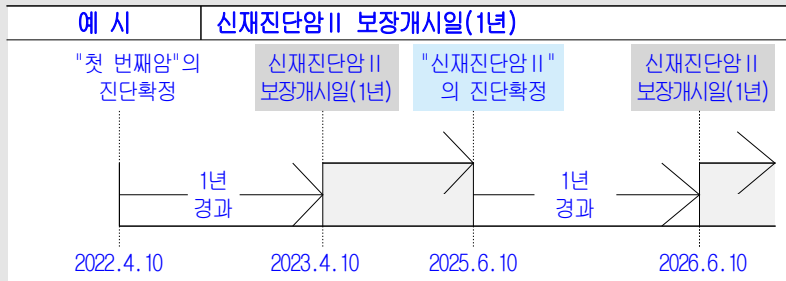 예 시 신재진단암Ⅱ 보장개시일(1년)
"첫 번째암"의 신재진단암Ⅱ "신재진단암Ⅱ" 신재진단암Ⅱ
진단확정 보장개시일(1년) 의 진단확정 보장개시일(1년)
1년 1년
경과 경과
2022.4.10 2023.4.10 2025.6.10 2026.6.10